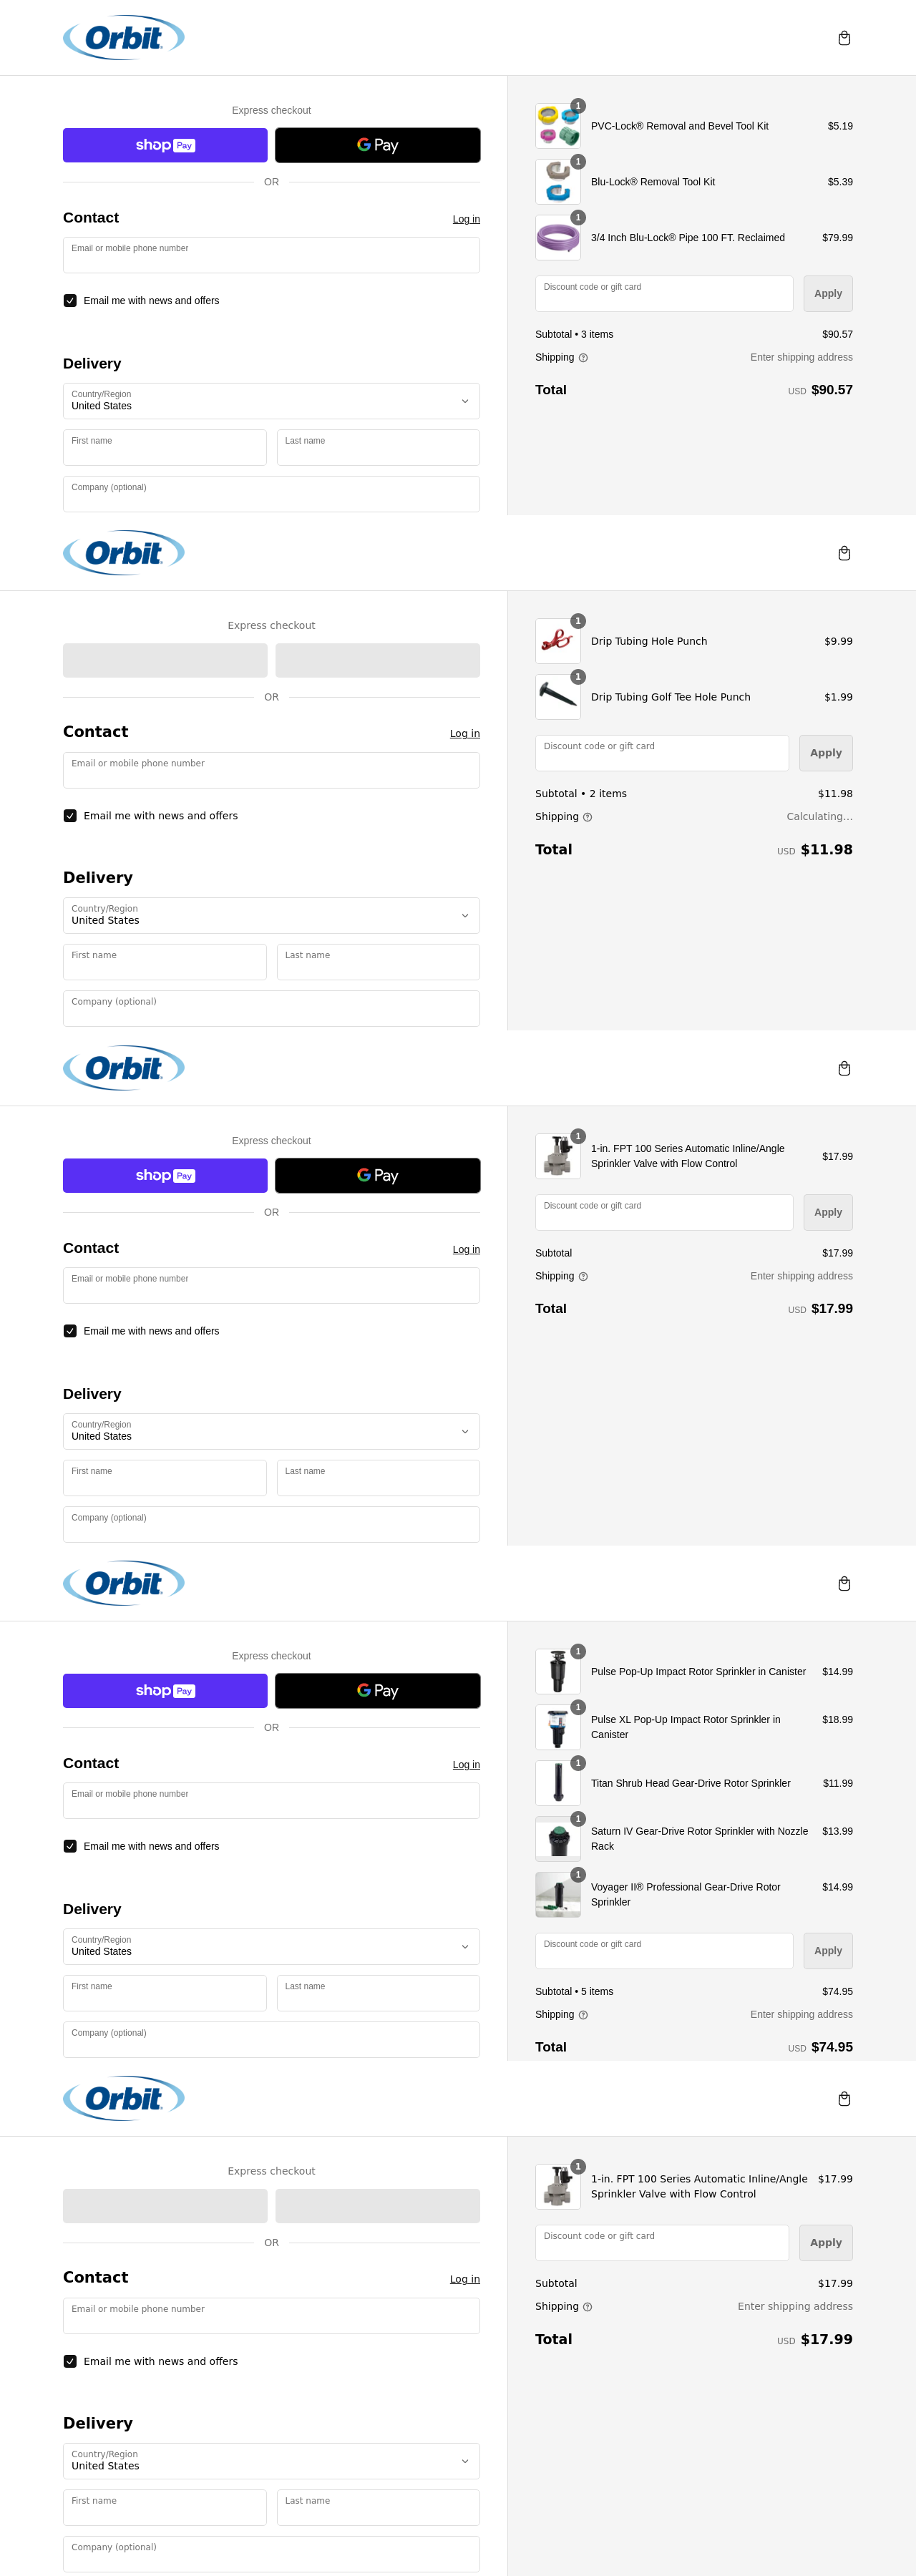 Orbit
Express checkout
shop Pay
G Pay
OR
Contact
Log in
Email or mobile phone number
Email me with news and offers
Delivery
Country/Region
United States
First name
Last name
Company (optional)
1
PVC-Lock® Removal and Bevel Tool Kit
$5.19
1
Blu-Lock® Removal Tool Kit
$5.39
1
3/4 Inch Blu-Lock® Pipe 100 FT. Reclaimed
$79.99
Discount code or gift card
Apply
Subtotal • 3 items
$90.57
Shipping
Enter shipping address
Total
USD $90.57
Orbit
Express checkout
OR
Contact
Log in
Email or mobile phone number
Email me with news and offers
Delivery
Country/Region
United States
First name
Last name
Company (optional)
1
Drip Tubing Hole Punch
$9.99
1
Drip Tubing Golf Tee Hole Punch
$1.99
Discount code or gift card
Apply
Subtotal • 2 items
$11.98
Shipping
Calculating...
Total
USD $11.98
Orbit
Express checkout
shop Pay
G Pay
OR
Contact
Log in
Email or mobile phone number
Email me with news and offers
Delivery
Country/Region
United States
First name
Last name
Company (optional)
1
1-in. FPT 100 Series Automatic Inline/Angle
Sprinkler Valve with Flow Control
$17.99
Discount code or gift card
Apply
Subtotal
$17.99
Shipping
Enter shipping address
Total
USD $17.99
Orbit
Express checkout
shop Pay
G Pay
OR
Contact
Log in
Email or mobile phone number
Email me with news and offers
Delivery
Country/Region
United States
First name
Last name
Company (optional)
1
Pulse Pop-Up Impact Rotor Sprinkler in Canister
$14.99
1
Pulse XL Pop-Up Impact Rotor Sprinkler in
Canister
$18.99
1
Titan Shrub Head Gear-Drive Rotor Sprinkler
$11.99
1
Saturn IV Gear-Drive Rotor Sprinkler with Nozzle
Rack
$13.99
1
Voyager II® Professional Gear-Drive Rotor
Sprinkler
$14.99
Discount code or gift card
Apply
Subtotal • 5 items
$74.95
Shipping
Enter shipping address
Total
USD $74.95
Orbit
Express checkout
OR
Contact
Log in
Email or mobile phone number
Email me with news and offers
Delivery
Country/Region
United States
First name
Last name
Company (optional)
1
1-in. FPT 100 Series Automatic Inline/Angle
Sprinkler Valve with Flow Control
$17.99
Discount code or gift card
Apply
Subtotal
$17.99
Shipping
Enter shipping address
Total
USD $17.99